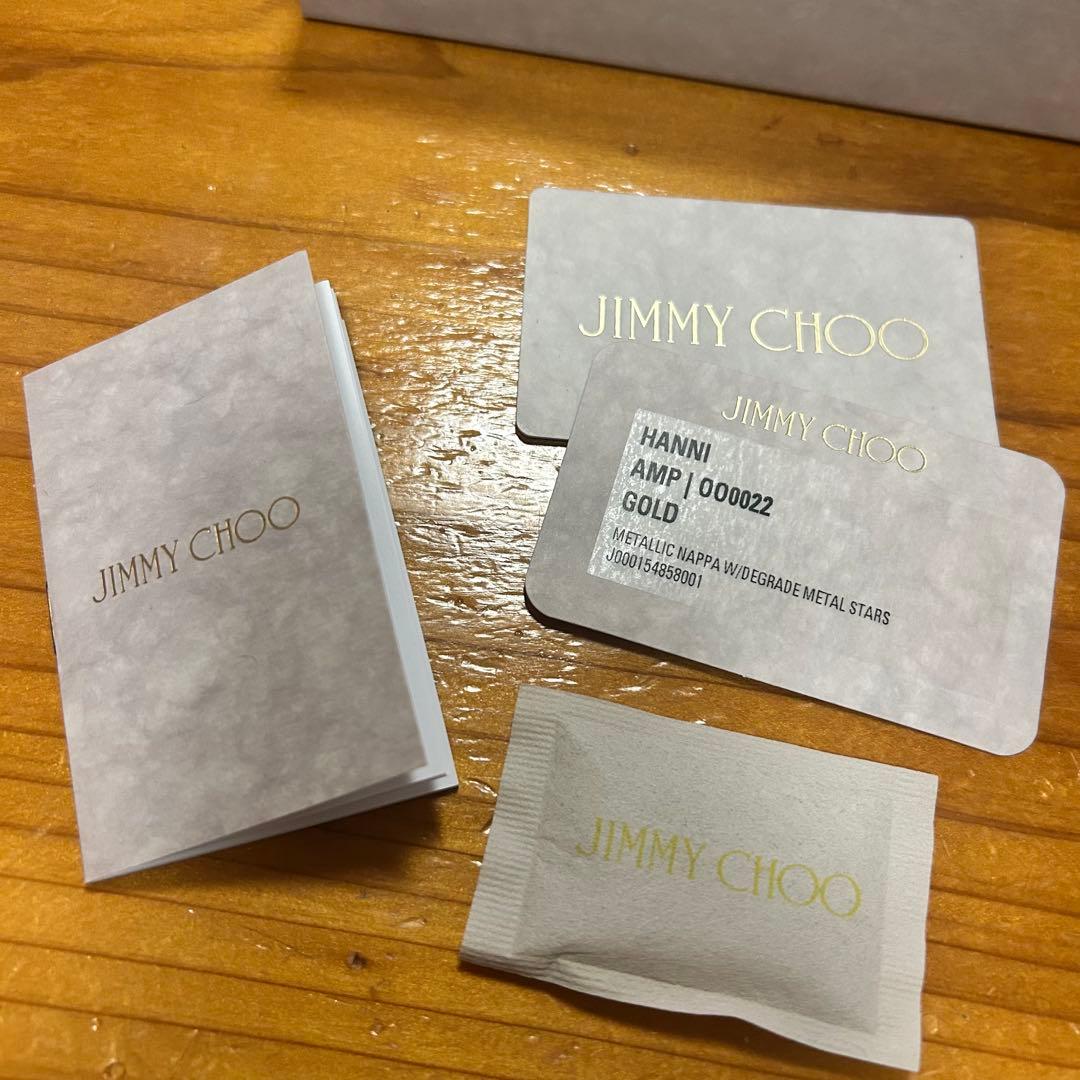 JIMMY CHOO
JIMMY CHOO
JIMMY CHOO
HANNI
AMP | OO0022
GOLD
METALLIC NAPPA W/DEGRADE METAL STARS
J000154858001
JIMMY CHOO